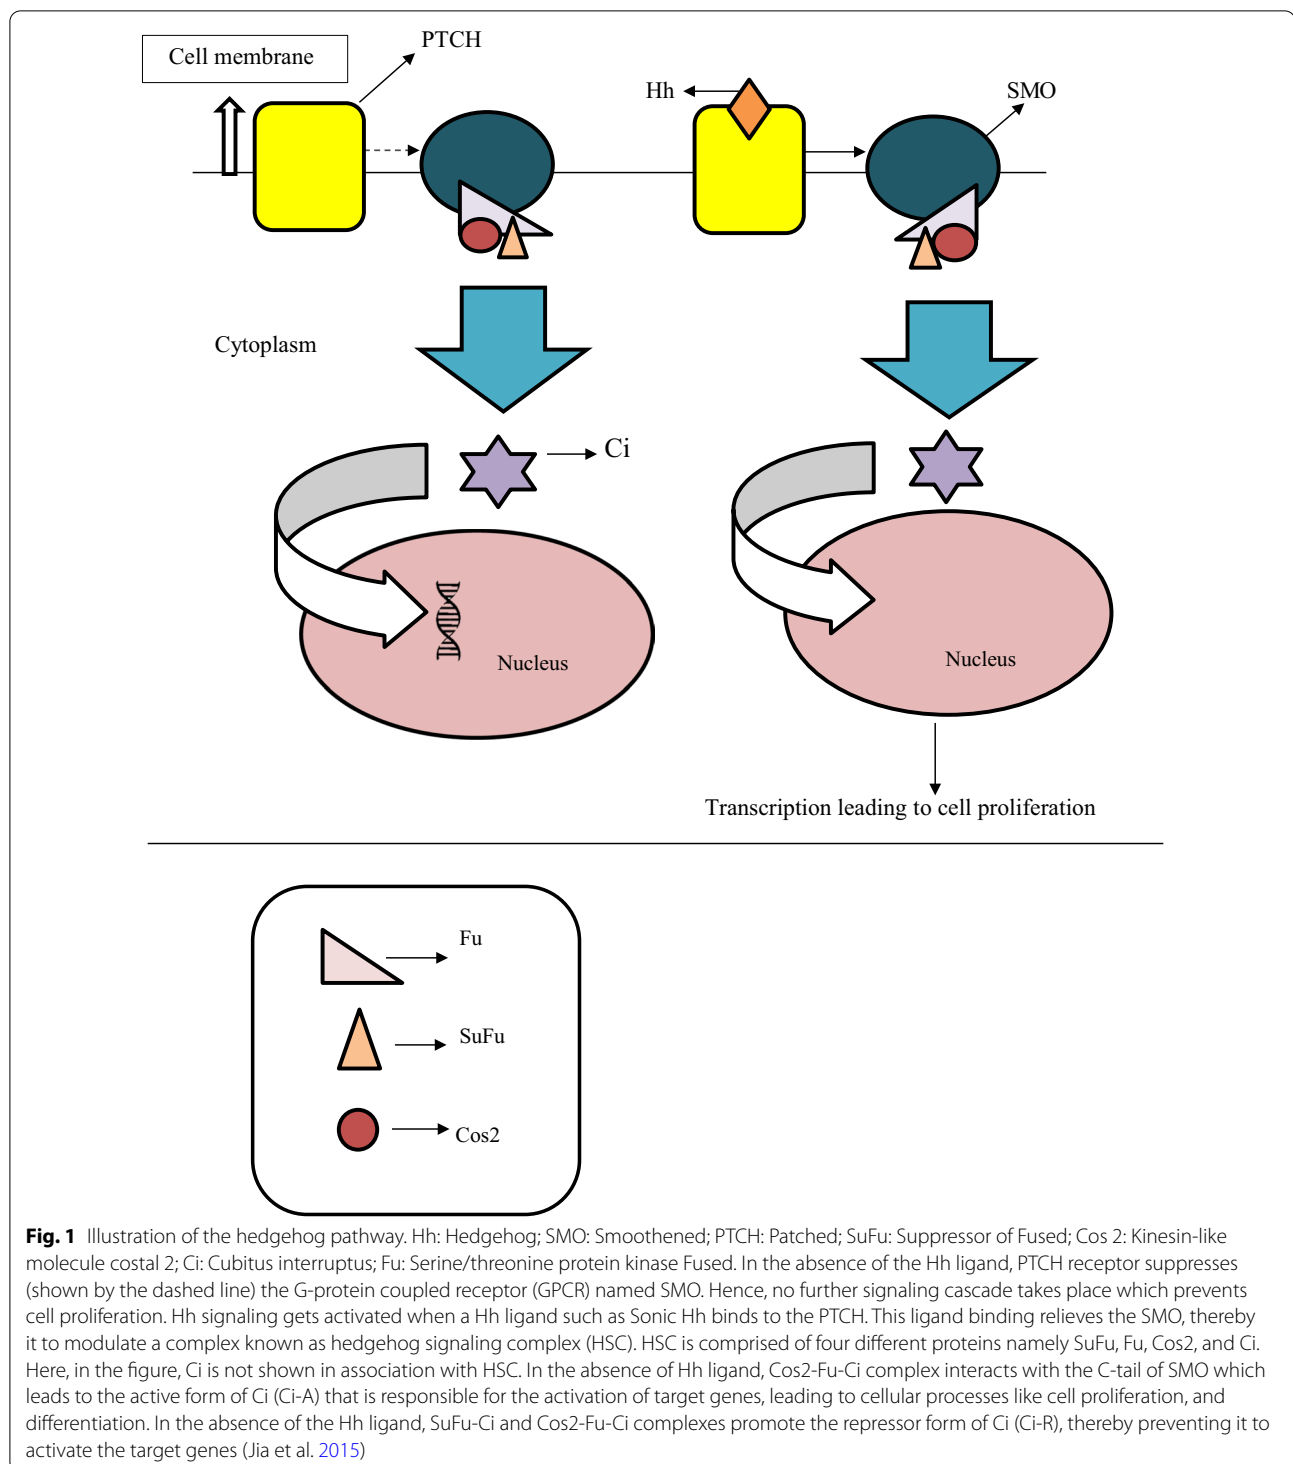 Cell membrane
PTCH
Hh
SMO
Cytoplasm
Ci
Nucleus
Nucleus
Transcription leading to cell proliferation
Fu
SuFu
Cos2
Fig. 1 Illustration of the hedgehog pathway. Hh: Hedgehog; SMO: Smoothened; PTCH: Patched; SuFu: Suppressor of Fused; Cos 2: Kinesin-like
molecule costal 2; Ci: Cubitus interruptus; Fu: Serine/threonine protein kinase Fused. In the absence of the Hh ligand, PTCH receptor suppresses
(shown by the dashed line) the G-protein coupled receptor (GPCR) named SMO. Hence, no further signaling cascade takes place which prevents
cell proliferation. Hh signaling gets activated when a Hh ligand such as Sonic Hh binds to the PTCH. This ligand binding relieves the SMO, thereby
it to modulate a complex known as hedgehog signaling complex (HSC). HSC is comprised of four different proteins namely SuFu, Fu, Cos2, and Ci.
Here, in the figure, Ci is not shown in association with HSC. In the absence of Hh ligand, Cos2-Fu-Ci complex interacts with the C-tail of SMO which
leads to the active form of Ci (Ci-A) that is responsible for the activation of target genes, leading to cellular processes like cell proliferation, and
differentiation. In the absence of the Hh ligand, SuFu-Ci and Cos2-Fu-Ci complexes promote the repressor form of Ci (Ci-R), thereby preventing it to
activate the target genes (Jia et al. 2015)